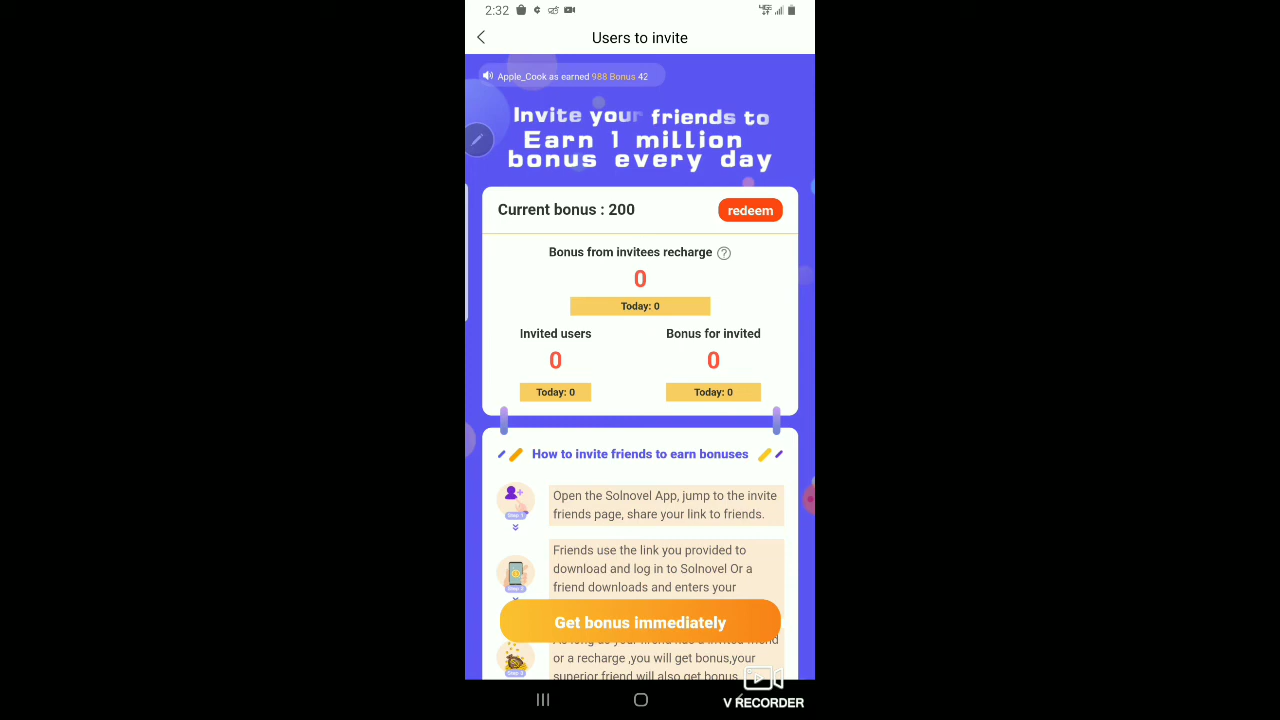 2:32
Users to invite
Apple_Cook as earned 988 Bonus 42
Invite your friends to
Earn 1 million
bonus every day
Current bonus : 200
redeem
Bonus from invitees recharge ?
0
Today: 0
Invited users
Bonus for invited
0
0
Today: 0
Today: 0
How to invite friends to earn bonuses
Open the Solnovel App, jump to the invite
friends page, share your link to friends.
Friends use the link you provided to
download and log in to Solnovel Or a
friend downloads and enters your
Get bonus immediately
or a recharge ,you will get bonus,your
superior friend will also get bonus
V RECORDER